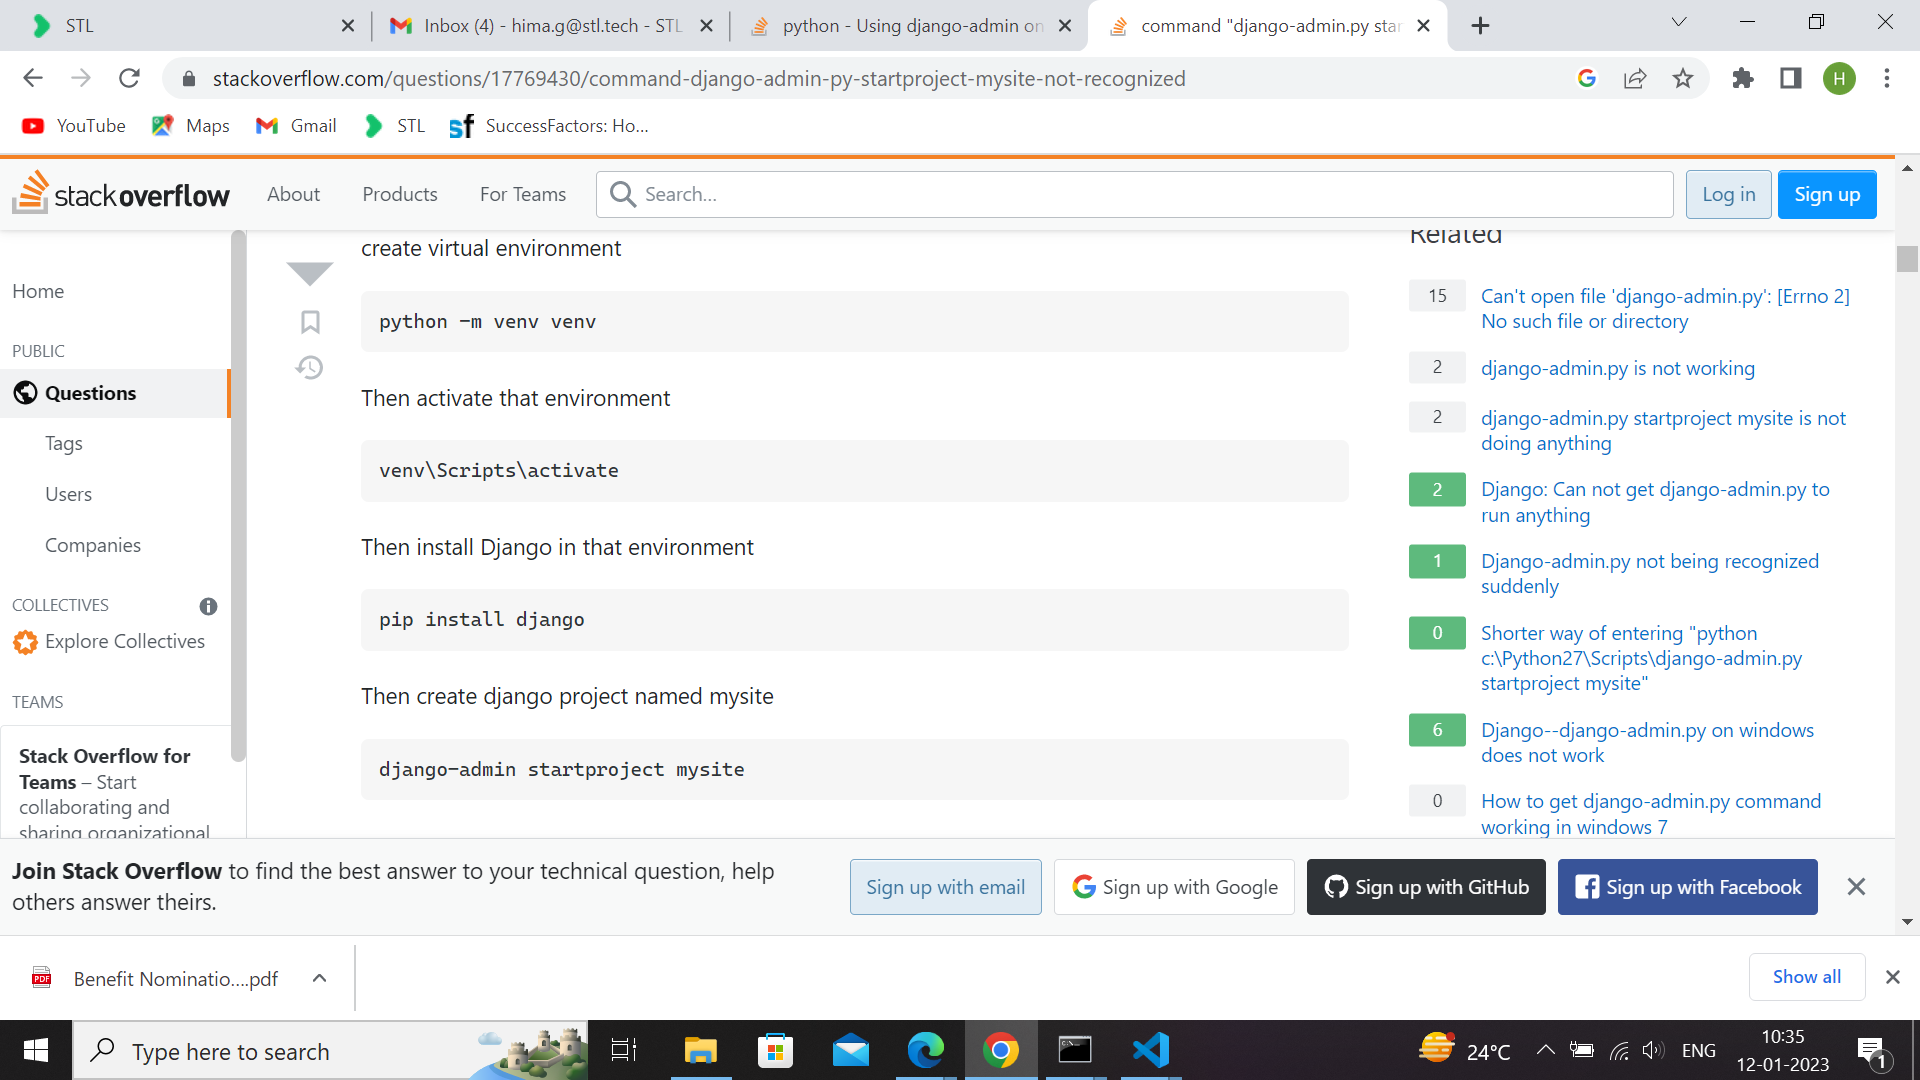 STL
Inbox (4) - hima.g@stl.tech - STL
python - Using django-admin on
command "django-admin.py star
stackoverflow.com/questions/17769430/command-django-admin-py-startproject-mysite-not-recognized
H
YouTube
Maps
Gmail
STL
SuccessFactors: Ho...
stackoverflow
About
Products
For Teams
Search...
Log in
Sign up
Home
PUBLIC
Questions
Tags
Users
Companies
COLLECTIVES
Explore Collectives
TEAMS
Stack Overflow for
Teams – Start
collaborating and
sharing organizational
create virtual environment
python -m venv venv
Then activate that environment
venv\Scripts\activate
Then install Django in that environment
pip install django
Then create django project named mysite
django-admin startproject mysite
Related
15
Can't open file 'django-admin.py': [Errno 2]
No such file or directory
2
django-admin.py is not working
2
django-admin.py startproject mysite is not
doing anything
2
Django: Can not get django-admin.py to
run anything
1
Django-admin.py not being recognized
suddenly
0
Shorter way of entering "python
c:\Python27\Scripts\django-admin.py
startproject mysite"
6
Django--django-admin.py on windows
does not work
0
How to get django-admin.py command
working in windows 7
Join Stack Overflow to find the best answer to your technical question, help
others answer theirs.
Sign up with email
Sign up with Google
Sign up with GitHub
Sign up with Facebook
PDF
Benefit Nominatio....pdf
Show all
Type here to search
24°C
ENG
10:35
12-01-2023
1